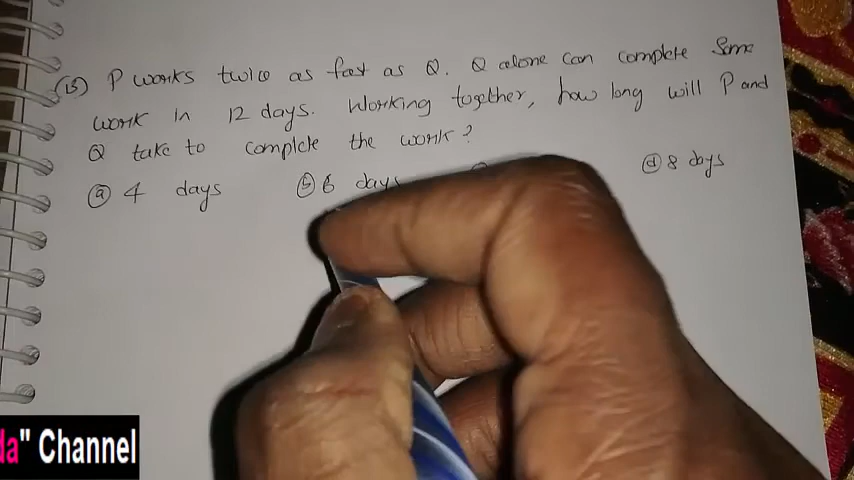 (15) P works twice as fast as Q. Q alone can complete some
work in 12 days. Working together, how long will P and
Q take to complete the work?
(a) 4 days (b) 6 days (d) 8 days
da" Channel